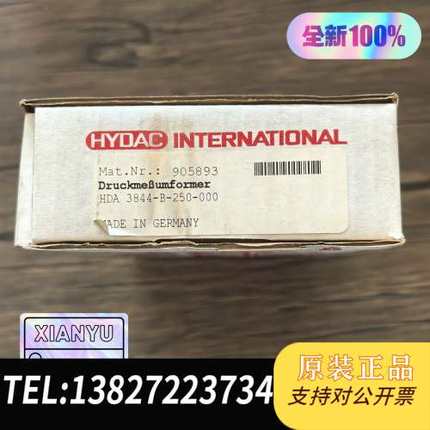 全新100%
HYDAC INTERNATIONAL
Mat.Nr.: 905893
Druckmeßumformer
HDA 3844-B-250-000
MADE IN GERMANY
XIANYU
TEL:13827223734
原装正品
支持对公开票